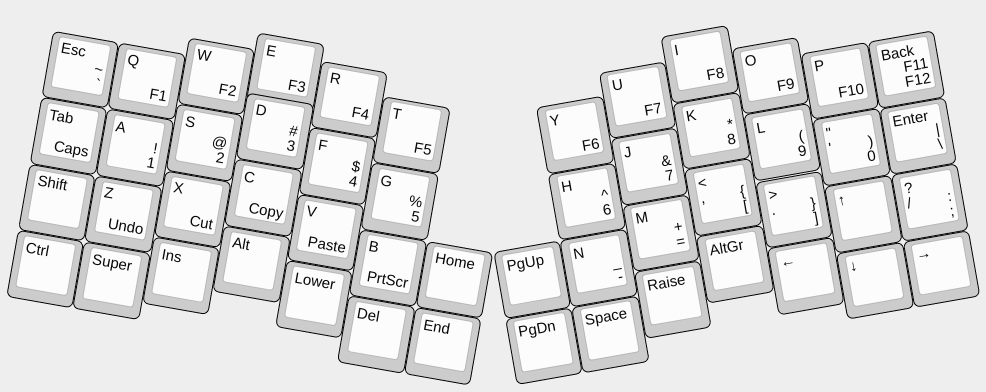 Esc
~
`
Q
F1
W
F2
E
F3
R
F4
T
F5
Y
F6
U
F7
I
F8
O
F9
P
F10
Back
F11
F12
Tab
Caps
A
!
1
S
@
2
D
#
3
F
$
4
G
%
5
H
^
6
J
&
7
K
*
8
L
(
9
"
'
)
0
Enter
|
\
Shift
Z
Undo
X
Cut
C
Copy
V
Paste
B
PrtScr
Home
PgUp
N
_
-
M
+
=
<
,
{
[
>
.
}
]
↑
?
/
:
;
Ctrl
Super
Ins
Alt
Lower
Del
End
PgDn
Space
Raise
AltGr
←
↓
→